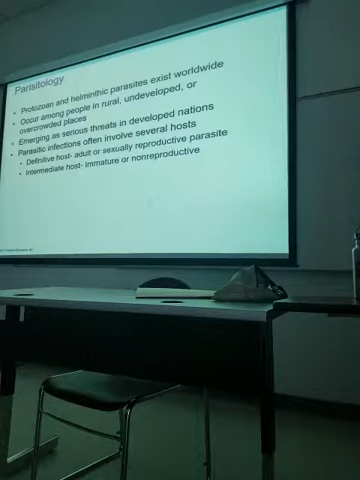 Parisitology
• Protozoan and helminthic parasites exist worldwide
• Occur among people in rural, undeveloped, or
overcrowded places
• Emerging as serious threats in developed nations
• Parasitic infections often involve several hosts
• Definitive host- adult or sexually reproductive parasite
• Intermediate host- Immature or nonreproductive